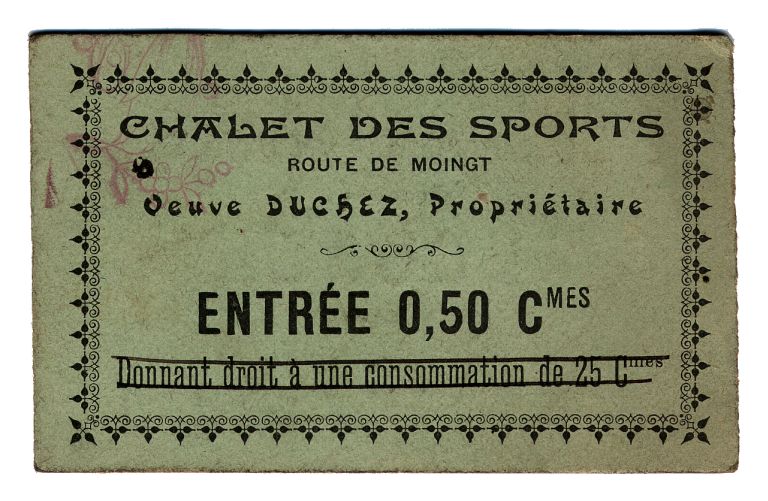 CHALET DES SPORTS
ROUTE DE MOINGT
Veuve DUCHEZ, Propriétaire
ENTRÉE 0,50 CMES
Donnant droit à une consommation de 25 Cmes